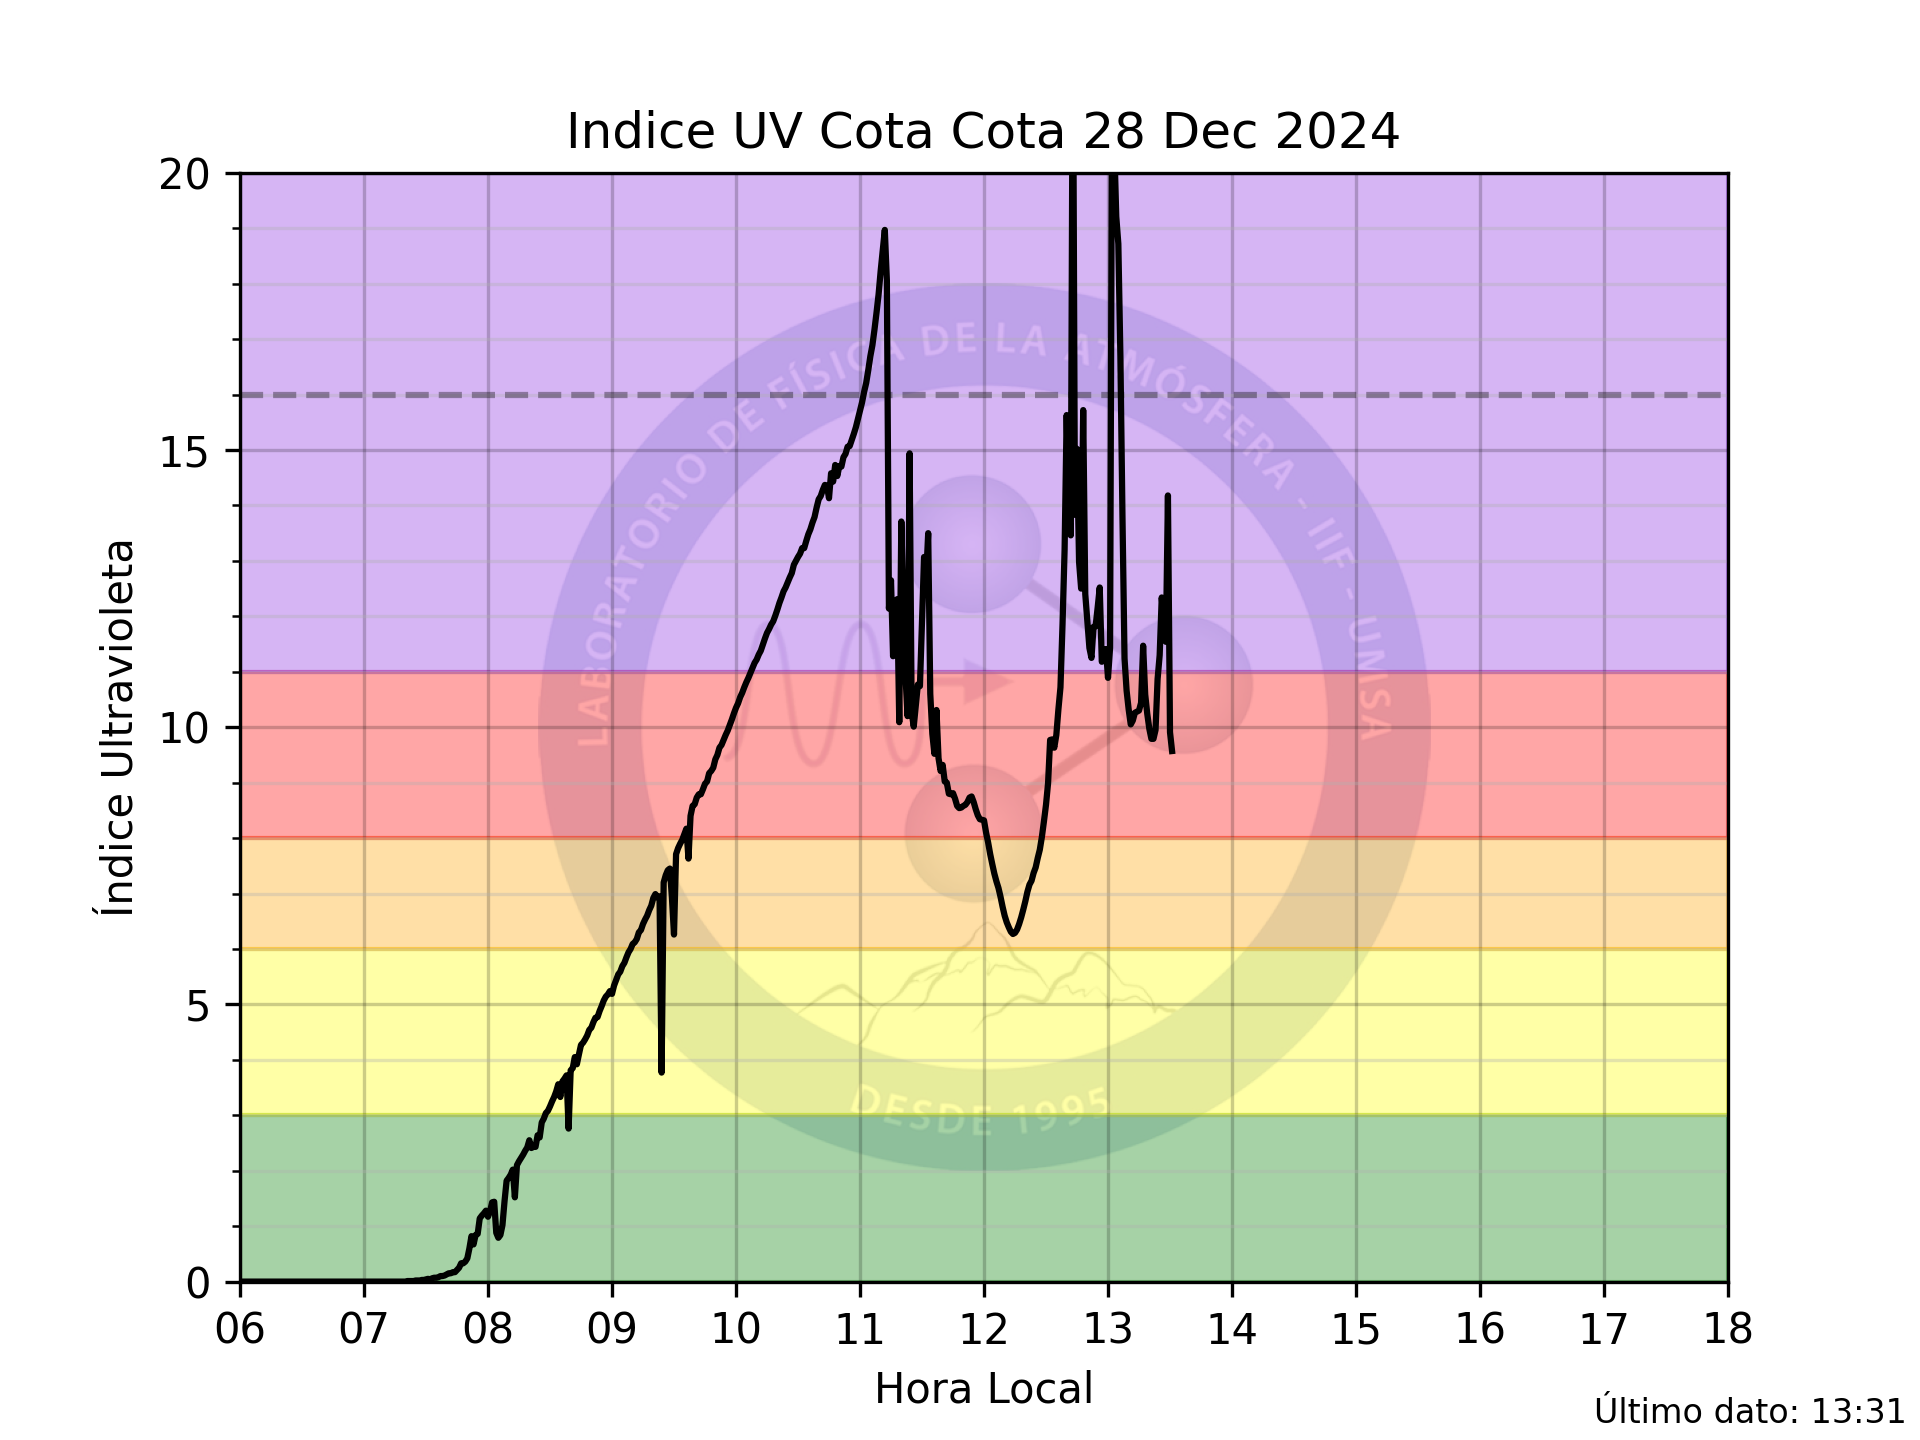 Indice UV Cota Cota 28 Dec 2024
20
15
10
5
0
Índice Ultravioleta
LABORATORIO DE FÍSICA DE LA ATMÓSFERA - IIF - UMSA
DESDE 1995
06 07 08 09 10 11 12 13 14 15 16 17 18
Hora Local
Último dato: 13:31